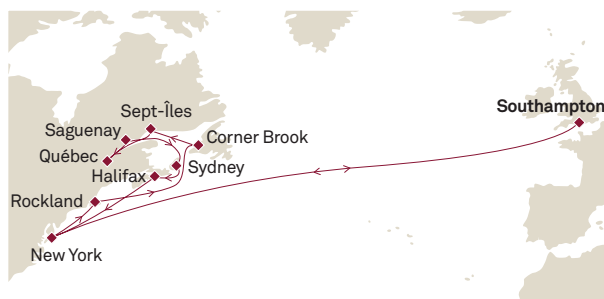 Sept-Îles
Southampton
Saguenay
Corner Brook
Québec
Sydney
Halifax
Rockland
New York